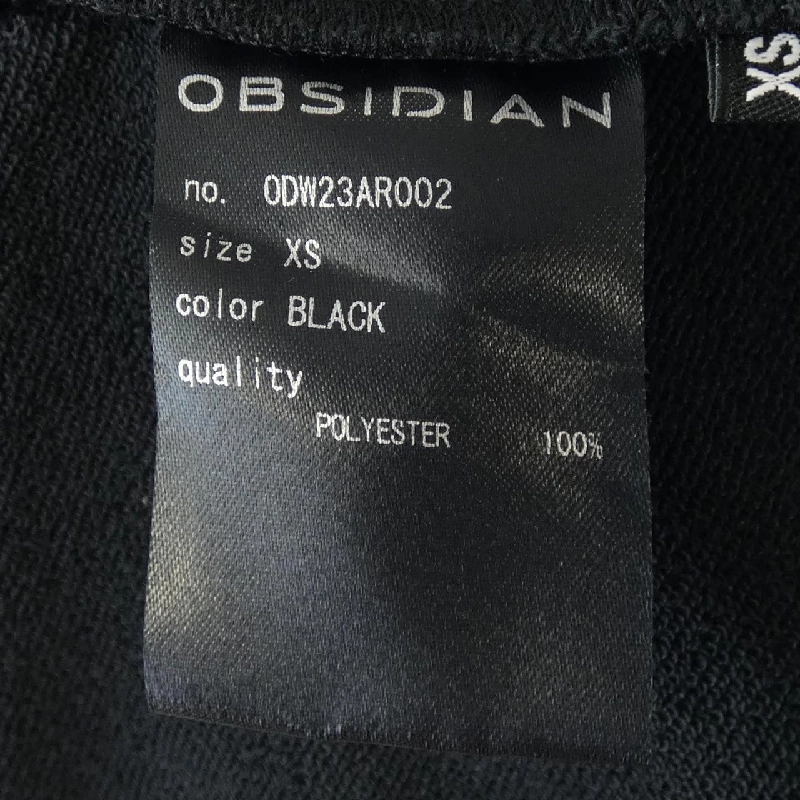 OBSIDIAN
no. ODW23AR002
size XS
color BLACK
quality
POLYESTER 100%
XS